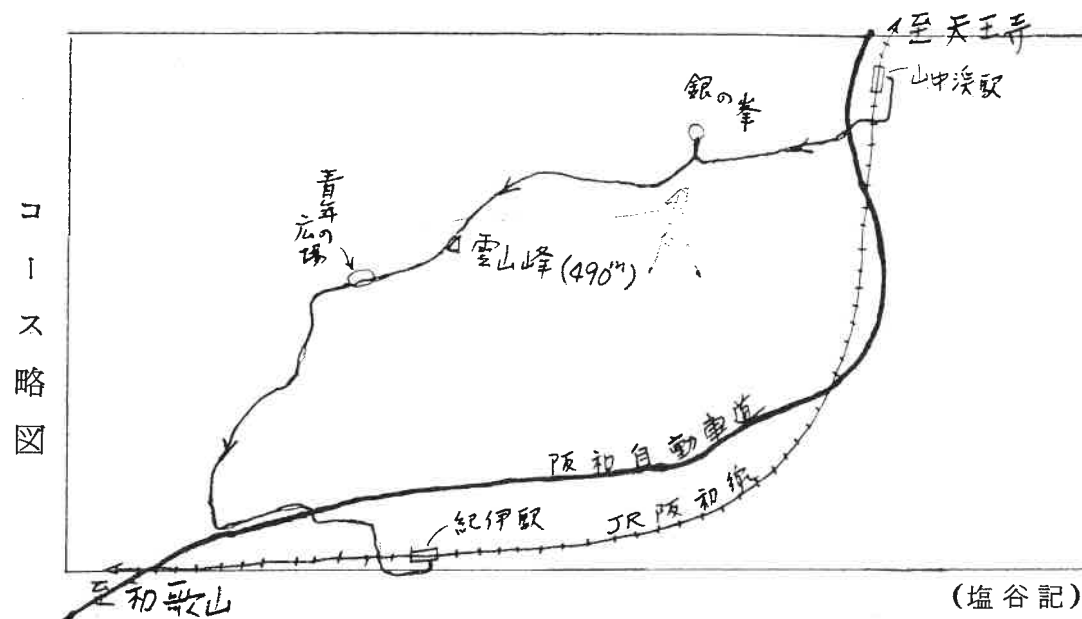 コース略図
至天王寺
山中渓駅
銀の峯
青年
広の
場
雲山峰(490m)
阪和自動車道
JR阪和線
紀伊駅
至和歌山
(塩谷記)